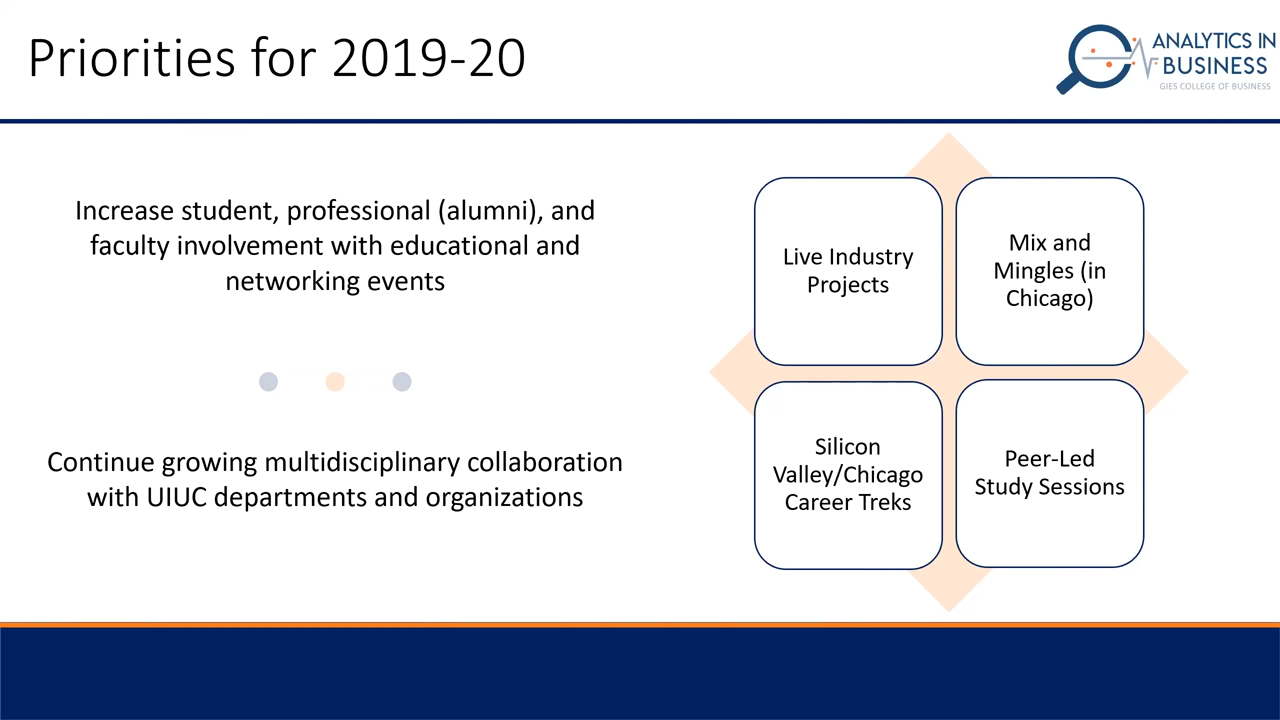 Priorities for 2019-20
ANALYTICS IN
BUSINESS
GIES COLLEGE OF BUSINESS
Increase student, professional (alumni), and
faculty involvement with educational and
networking events
Continue growing multidisciplinary collaboration
with UIUC departments and organizations
Live Industry
Projects
Mix and
Mingles (in
Chicago)
Silicon
Valley/Chicago
Career Treks
Peer-Led
Study Sessions